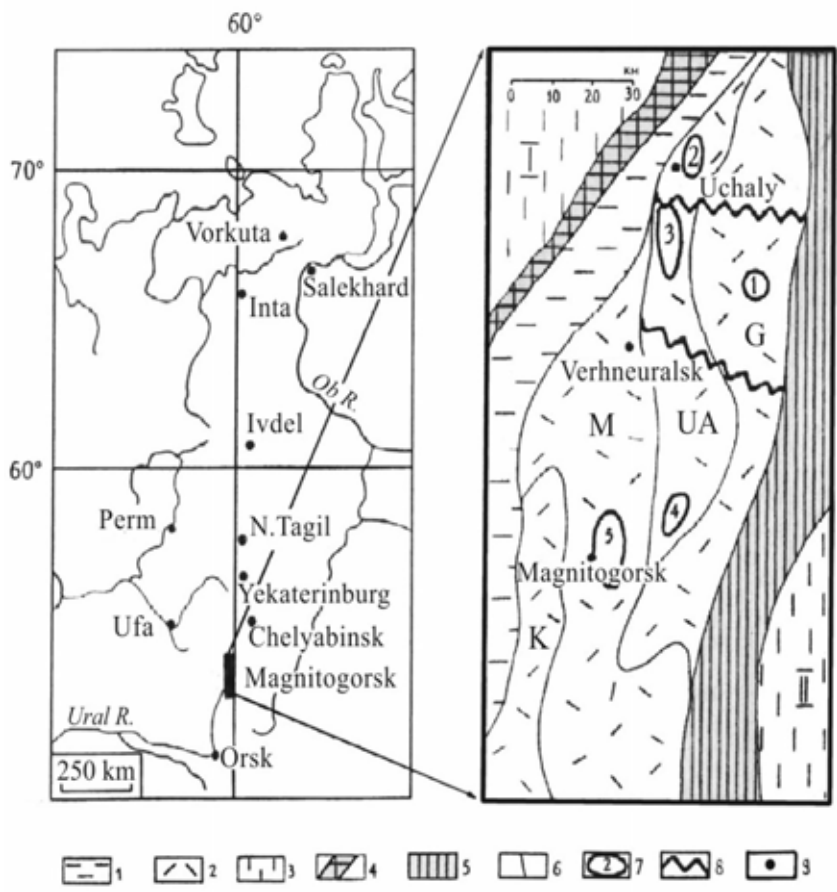 60°
70°
Vorkuta
Salekhard
Inta
Ob R.
Ivdel
60°
Perm
N.Tagil
Yekaterinburg
Ufa
Chelyabinsk
Magnitogorsk
Ural R.
Orsk
250 km
км
0 10 20 30
I
2
Uchaly
3
1
G
Verhneuralsk
M UA
4
5
Magnitogorsk
K
II
1 2 3 4 5 6 2 7 8 9